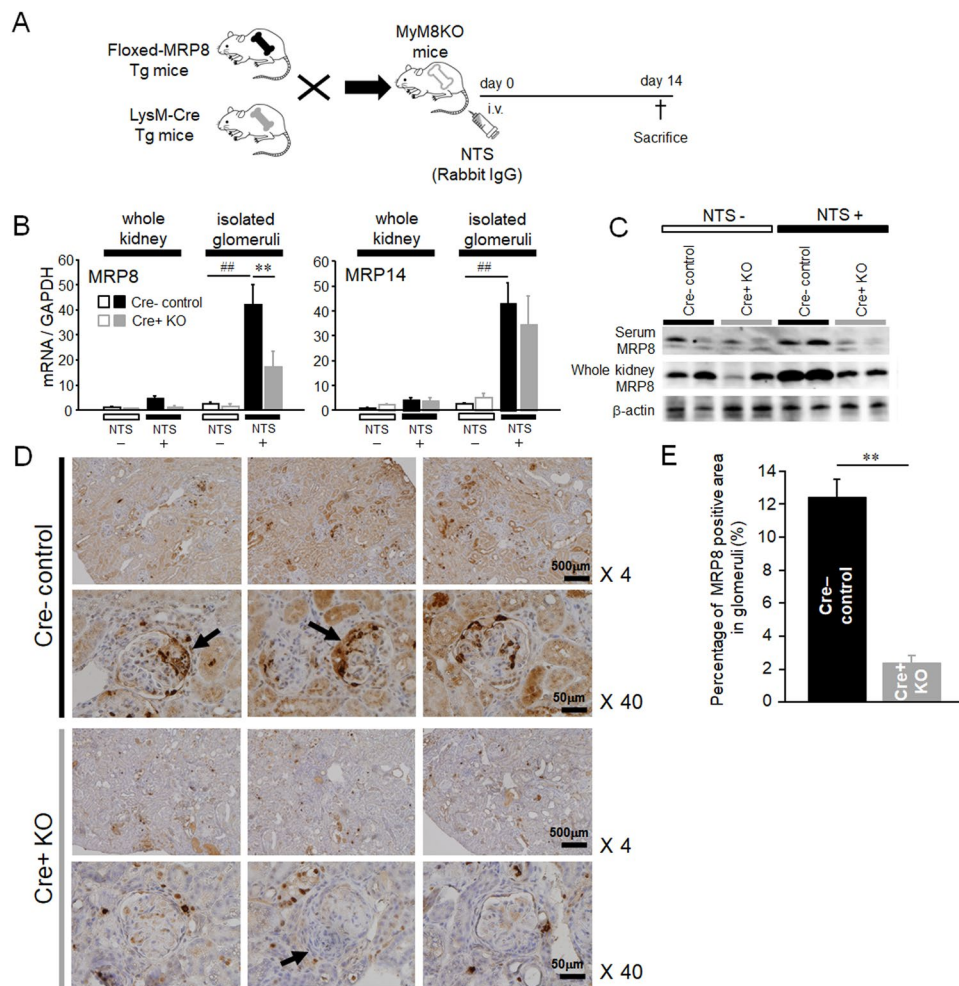 A
Floxed-MRP8
Tg mice
LysM-Cre
Tg mice
MyM8KO
mice
day 0
day 14
i.v.
†
Sacrifice
NTS
(Rabbit IgG)
B
whole
kidney
isolated
glomeruli
whole
kidney
isolated
glomeruli
mRNA / GAPDH
60
50
40
30
20
10
0
MRP8
Cre- control
Cre+ KO
##
**
NTS
−
NTS
+
NTS
−
NTS
+
60
50
40
30
20
10
0
MRP14
##
NTS
−
NTS
+
NTS
−
NTS
+
C
NTS -
NTS +
Cre- control
Cre+ KO
Cre- control
Cre+ KO
Serum
MRP8
Whole kidney
MRP8
β-actin
D
Cre- control
500μm
X 4
50μm
X 40
Cre+ KO
500μm
X 4
50μm
X 40
E
Percentage of MRP8 positive area
in glomeruli (%)
14
12
10
8
6
4
2
0
**
Cre–
control
Cre+
KO